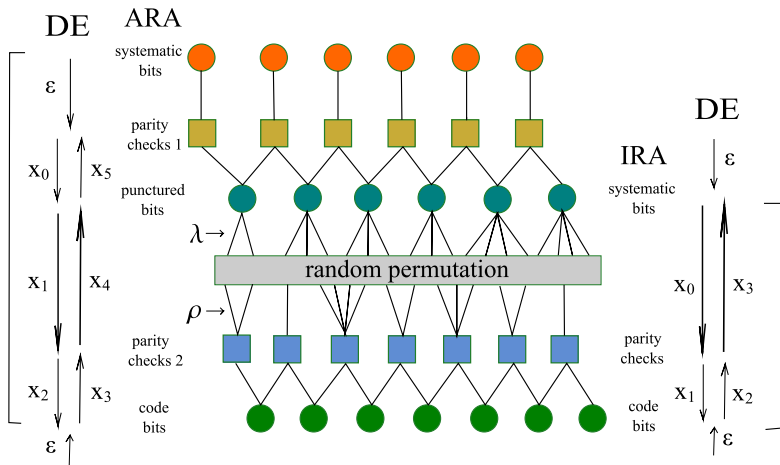 DE
ARA
systematic
bits
ε
parity
checks 1
DE
x₀
x₅
IRA
ε
punctured
bits
systematic
bits
λ→
random permutation
x₁
x₄
x₀
x₃
ρ→
parity
checks 2
parity
checks
x₂
x₃
x₁
x₂
code
bits
code
bits
ε
ε